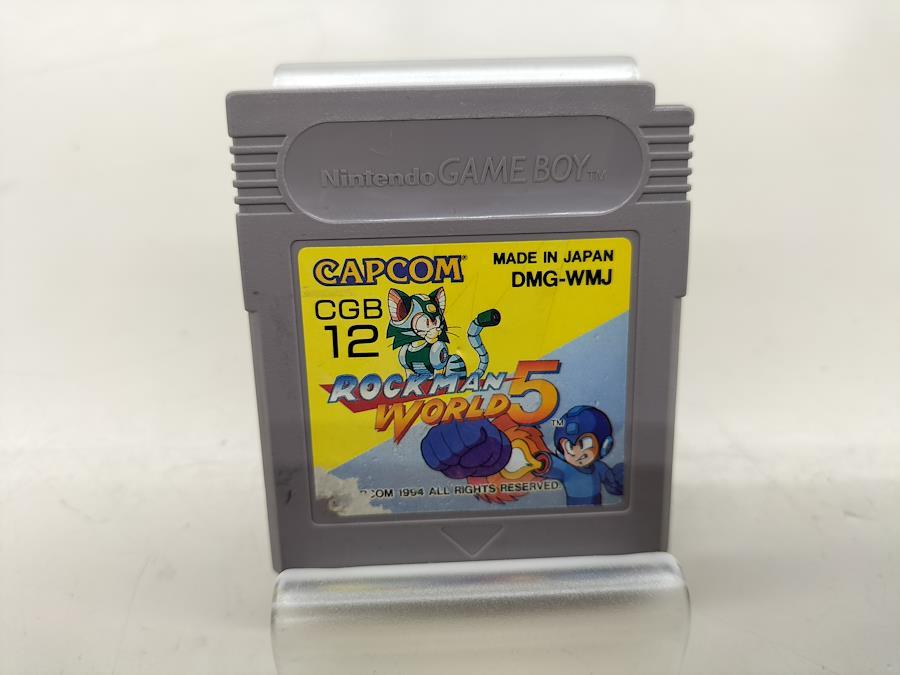 Nintendo GAME BOY TM
CAPCOM®
MADE IN JAPAN
DMG-WMJ
CGB
12
ROCKMAN
WORLD 5 TM
COM 1994 ALL RIGHTS RESERVED